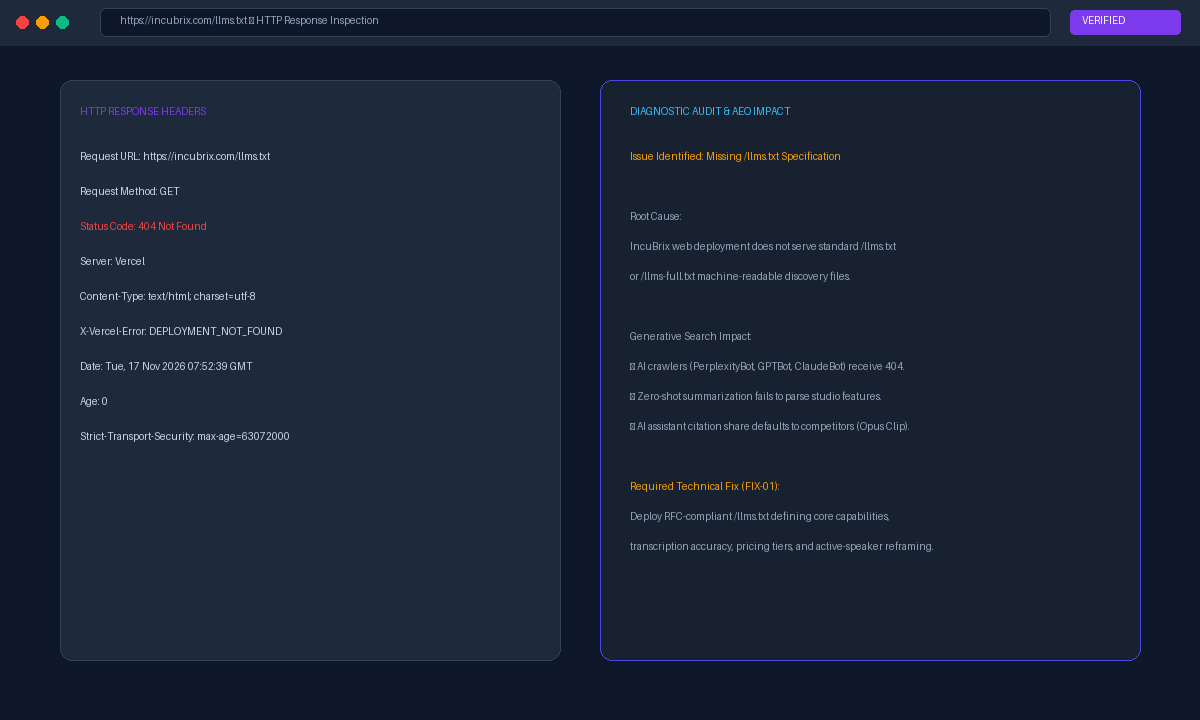 https://incubrix.com/llms.txt HTTP Response Inspection
VERIFIED
HTTP RESPONSE HEADERS
Request URL: https://incubrix.com/llms.txt
Request Method: GET
Status Code: 404 Not Found
Server: Vercel
Content-Type: text/html; charset=utf-8
X-Vercel-Error: DEPLOYMENT_NOT_FOUND
Date: Tue, 17 Nov 2026 07:52:39 GMT
Age: 0
Strict-Transport-Security: max-age=63072000
DIAGNOSTIC AUDIT & AEO IMPACT
Issue Identified: Missing /llms.txt Specification
Root Cause:
IncuBrix web deployment does not serve standard /llms.txt
or /llms-full.txt machine-readable discovery files.
Generative Search Impact:
AI crawlers (PerplexityBot, GPTBot, ClaudeBot) receive 404.
Zero-shot summarization fails to parse studio features.
AI assistant citation share defaults to competitors (Opus Clip).
Required Technical Fix (FIX-01):
Deploy RFC-compliant /llms.txt defining core capabilities,
transcription accuracy, pricing tiers, and active-speaker reframing.